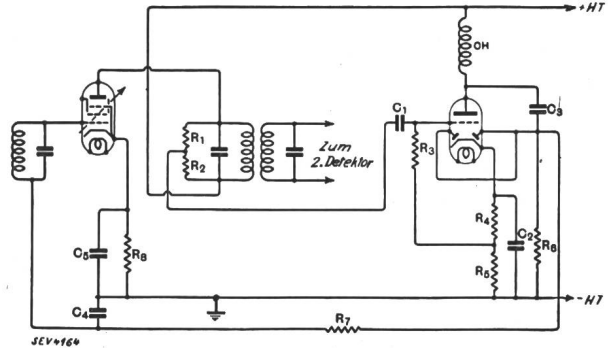 +HT
OH
C1
C3
R1
R2
R3
Zum
2. Detektor
R4
C2
R6
C5
R8
R5
-HT
C4
R7
SEV4164